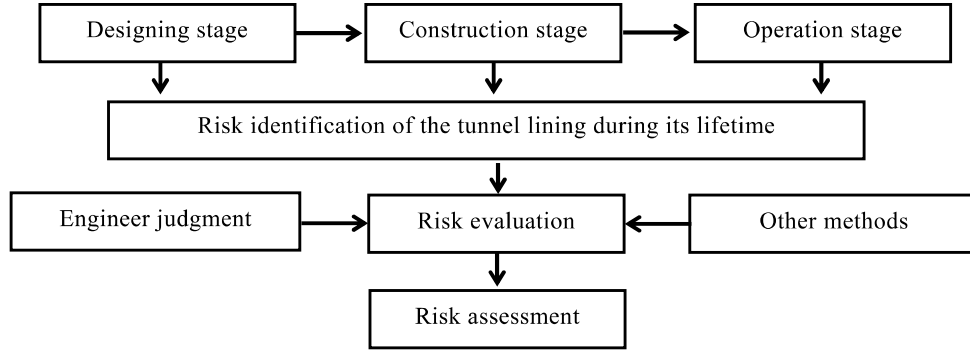 Designing stage
Construction stage
Operation stage
Risk identification of the tunnel lining during its lifetime
Engineer judgment
Risk evaluation
Other methods
Risk assessment